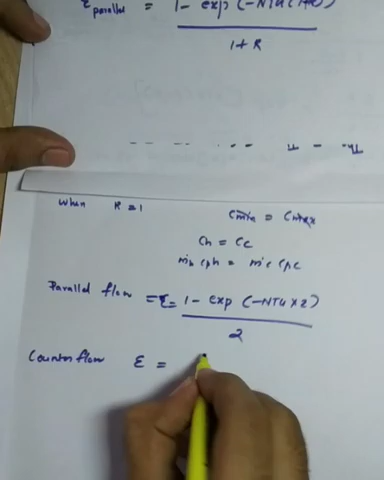 ε parallel = 1 - exp (-NTU(1+R)
1+R
when R = 1
Cmin = Cmax
Ch = Cc
ṁh cph = ṁc cpc
Parallel flow = ε = 1 - exp (-NTU x 2)
2
Counterflow ε =